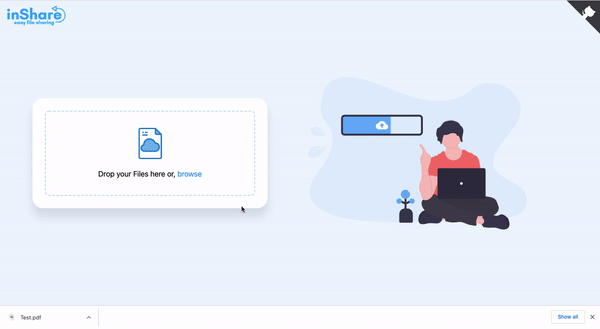 inShare
easy file sharing
Drop your Files here or, browse
Test.pdf
Show all